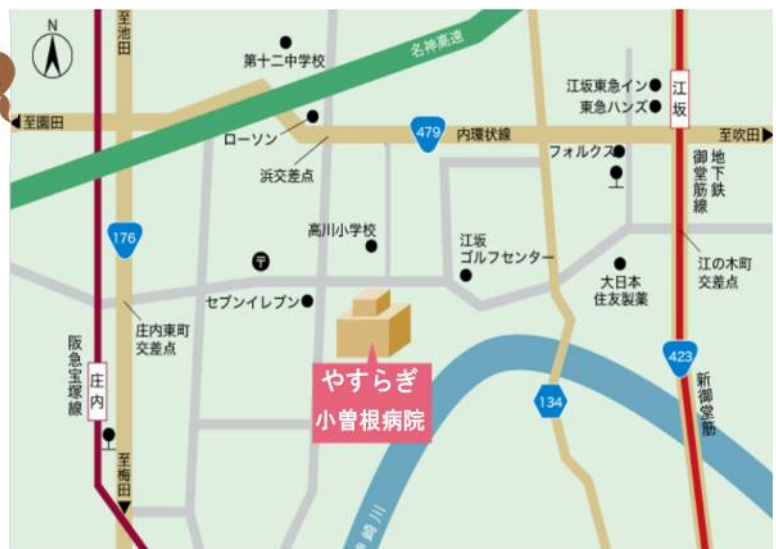 N
至池田
第十二中学校
名神高速
江坂東急イン
東急ハンズ
江坂
至園田
ローソン
479
内環状線
至吹田
浜交差点
フォルクス
地下鉄
御堂筋線
176
高川小学校
江坂
ゴルフセンター
江の木町
交差点
大日本
住友製薬
セブンイレブン
庄内東町
交差点
阪急宝塚線
庄内
やすらぎ
小曽根病院
423
134
新御堂筋
至梅田
崎川